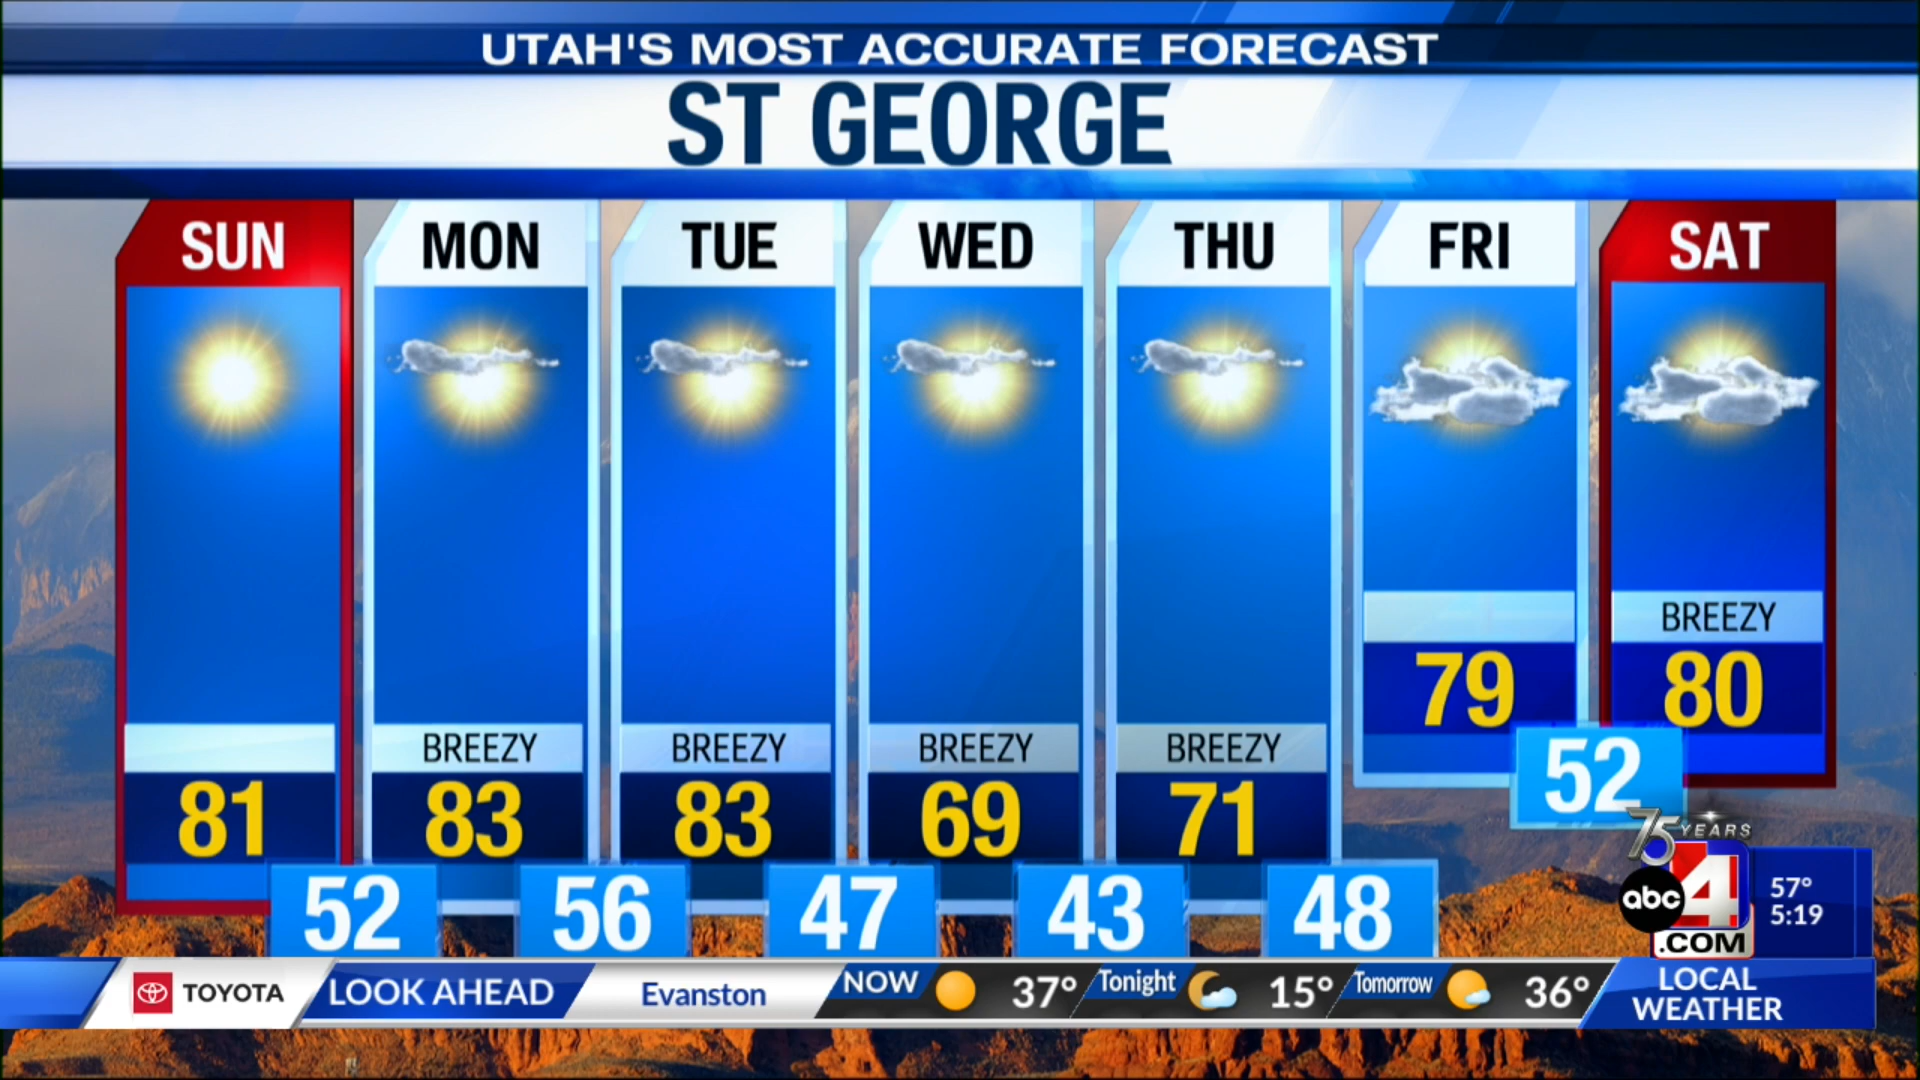 UTAH'S MOST ACCURATE FORECAST
ST GEORGE
SUN MON TUE WED THU FRI SAT
BREEZY
79 80
BREEZY BREEZY BREEZY BREEZY
81 83 83 69 71
52
52 56 47 43 48
75 YEARS
abc 4
.COM
57°
5:19
TOYOTA LOOK AHEAD Evanston NOW 37° Tonight 15° Tomorrow 36°
LOCAL
WEATHER